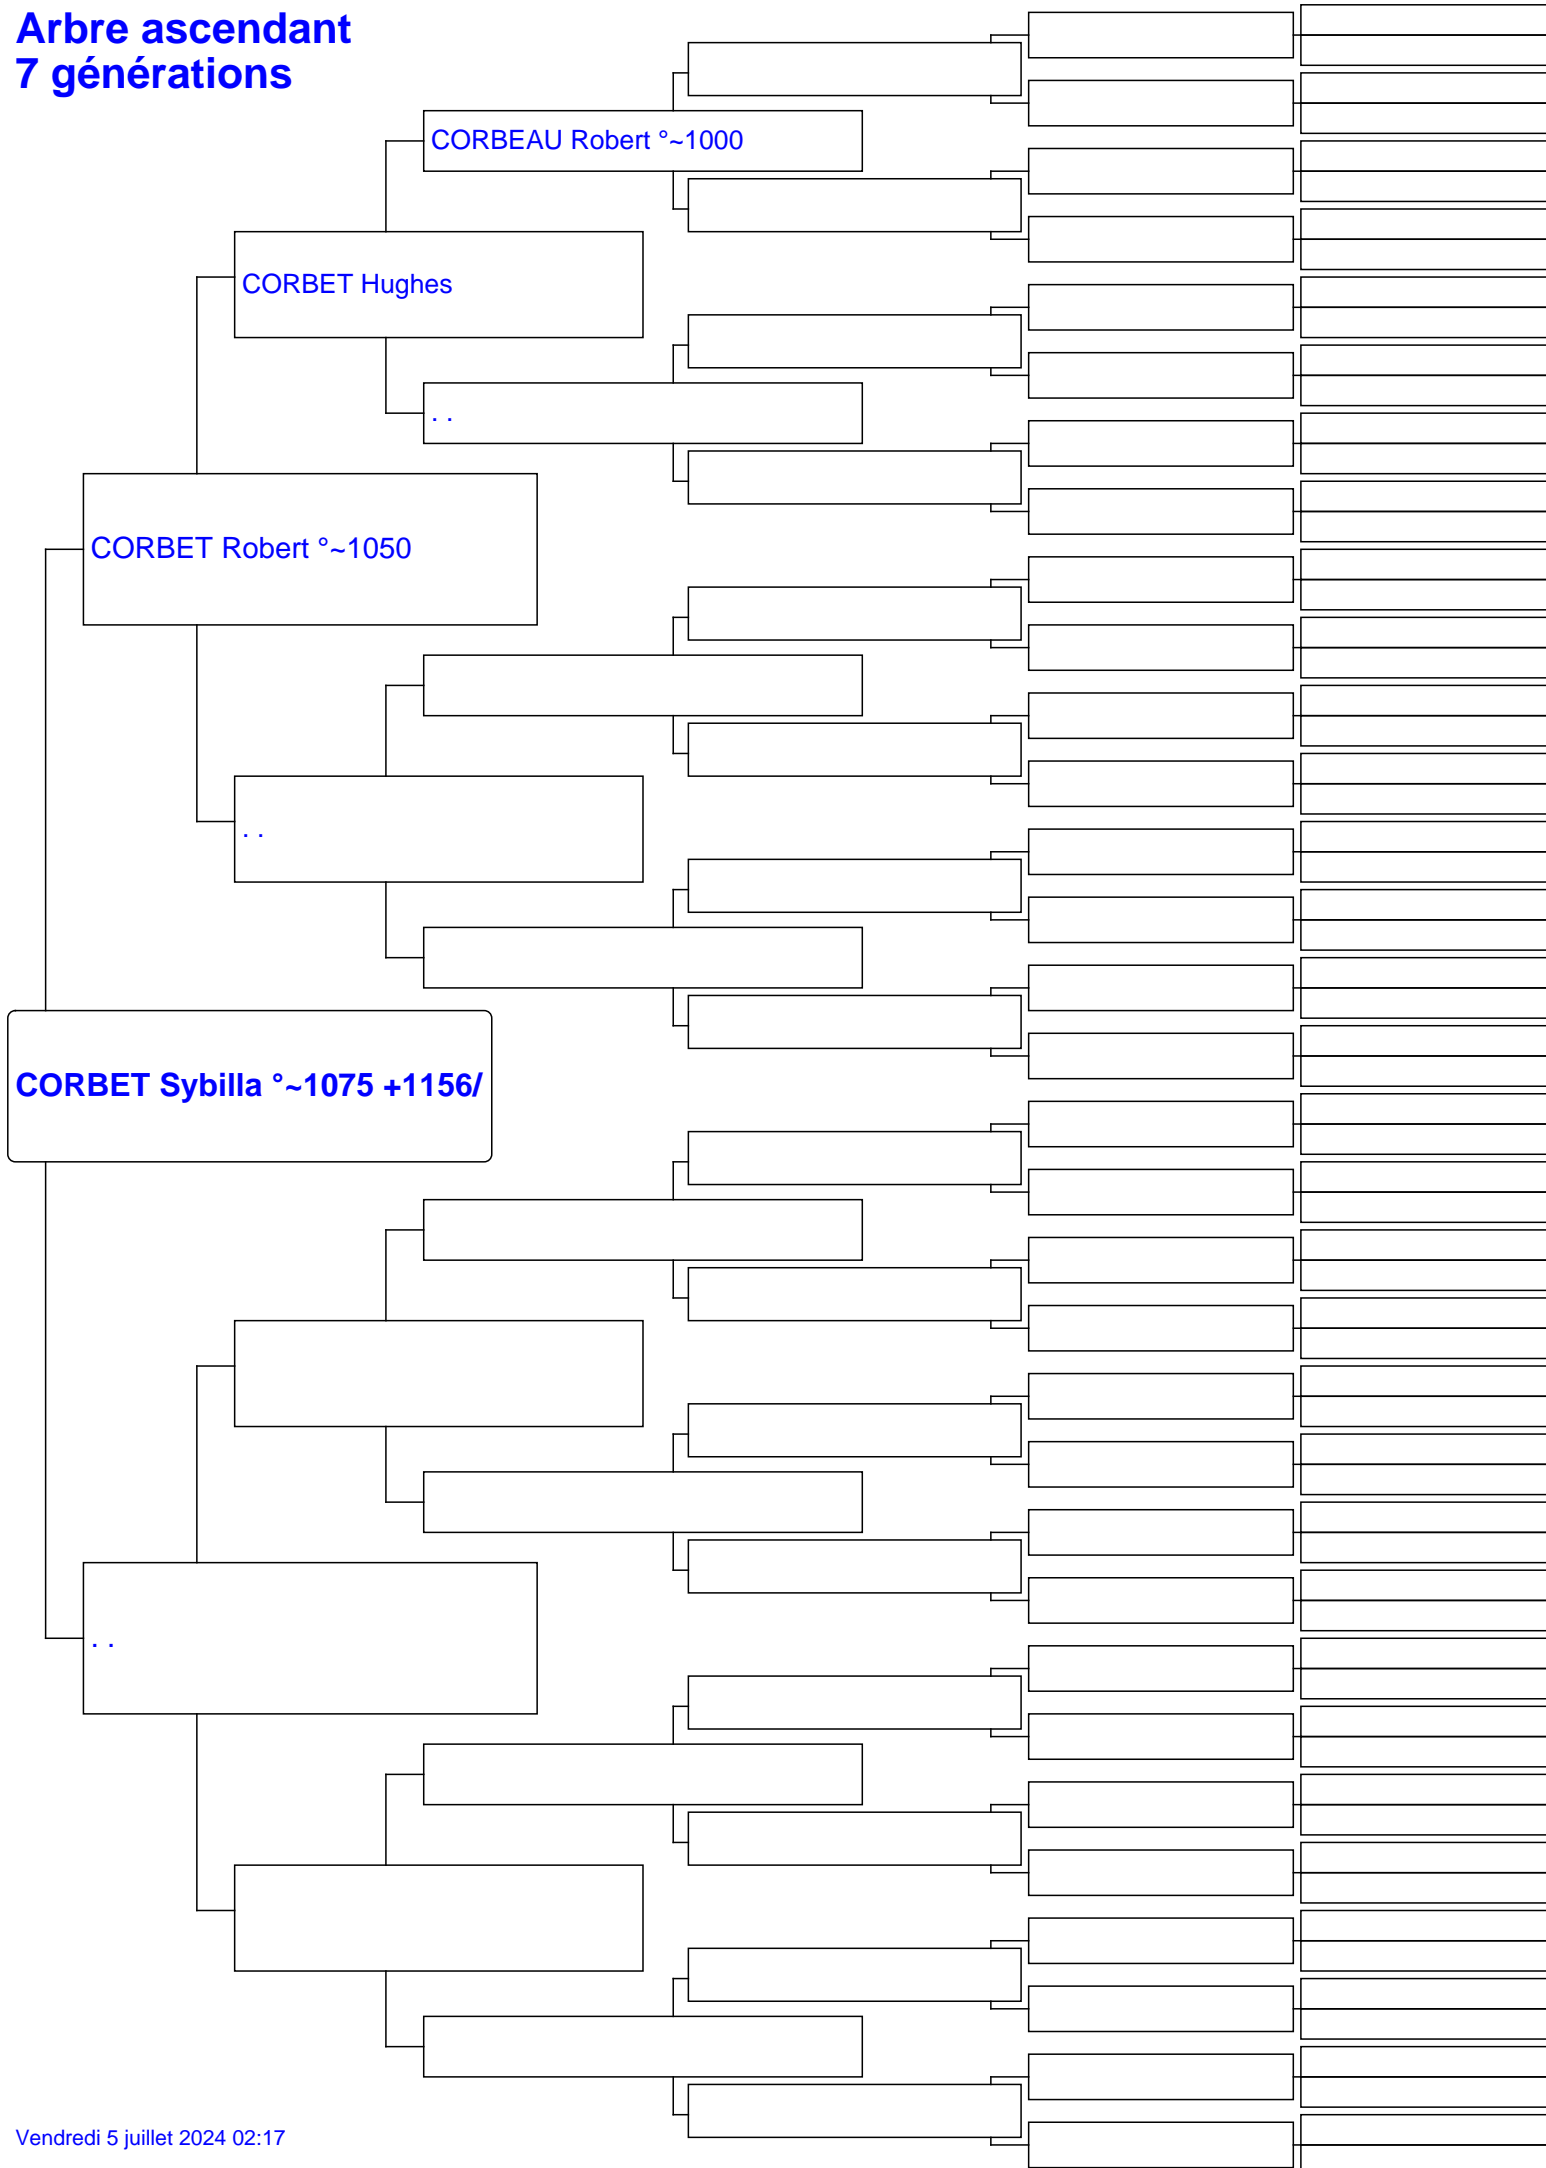 Arbre ascendant
7 générations
CORBEAU Robert °~1000
CORBET Hughes
. .
CORBET Robert °~1050
. .
CORBET Sybilla °~1075 +1156/
. .
Vendredi 5 juillet 2024 02:17